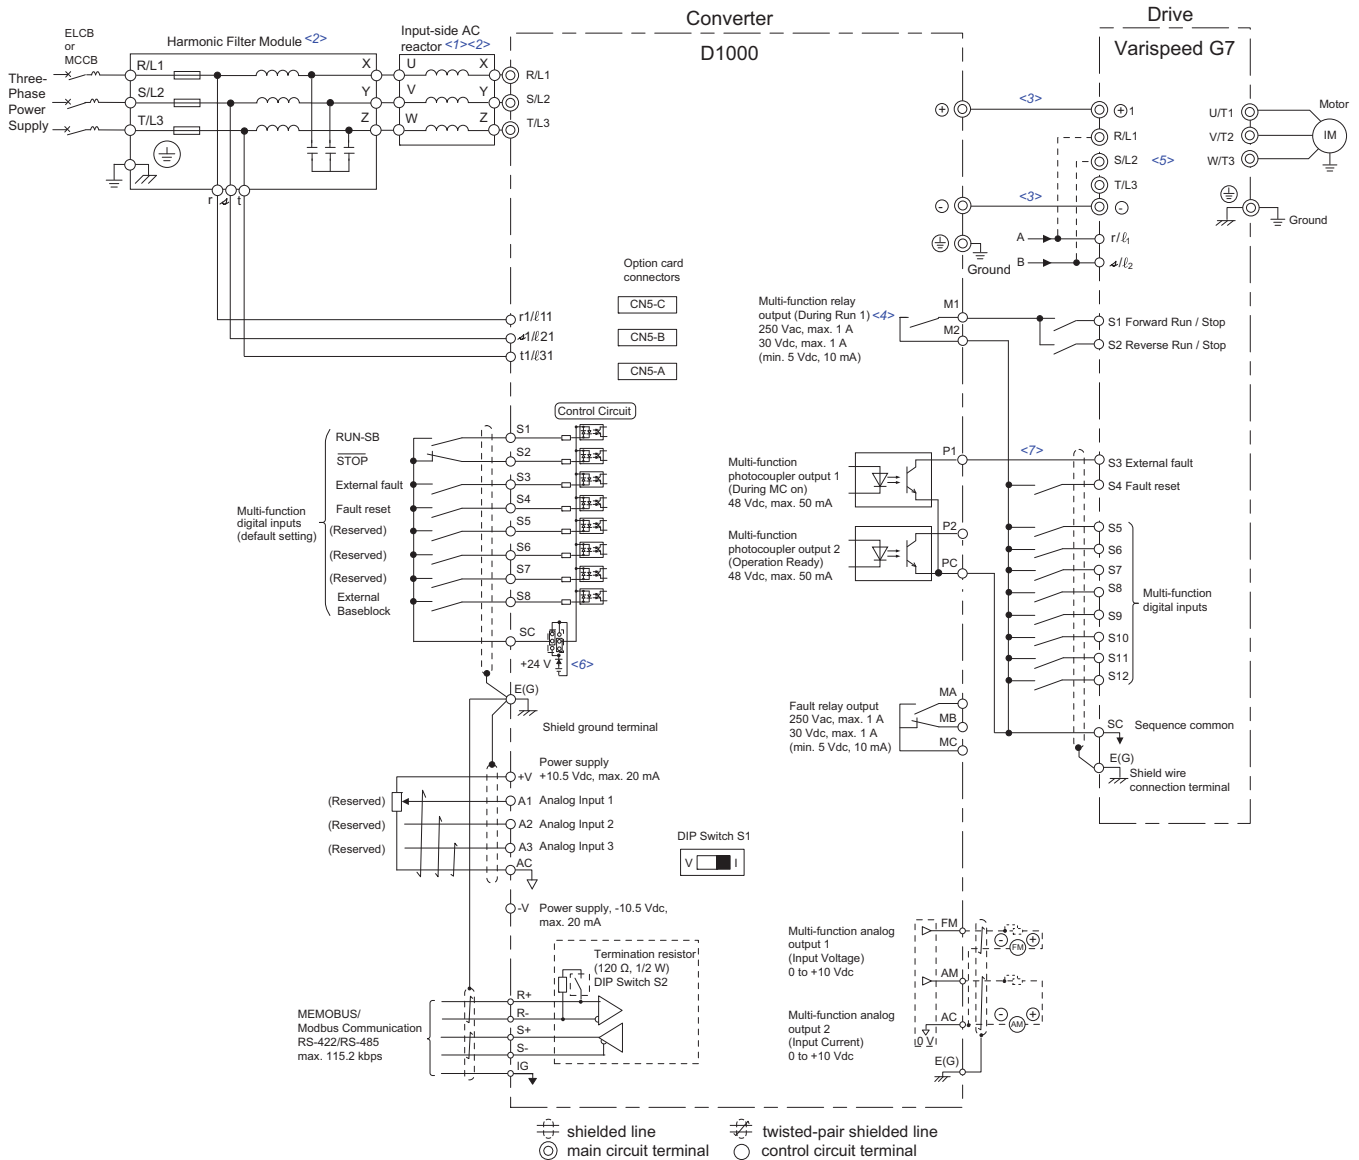 Converter
Drive
D1000
Varispeed G7
ELCB
or
MCCB
Harmonic Filter Module <2>
Input-side AC
reactor <1><2>
Three-
Phase
Power
Supply
R/L1
S/L2
T/L3
X
Y
Z
U
V
W
X
Y
Z
R/L1
S/L2
T/L3
r
s
t
+
-
Ground
<3>
<3>
+ 1
R/L1
S/L2
<5>
T/L3
-
A
B
r/ℓ1
s/ℓ2
U/T1
V/T2
W/T3
Motor
IM
Ground
Option card
connectors
CN5-C
CN5-B
CN5-A
r1/ℓ11
s1/ℓ21
t1/ℓ31
Multi-function relay
output (During Run 1) <4>
250 Vac, max. 1 A
30 Vdc, max. 1 A
(min. 5 Vdc, 10 mA)
M1
M2
S1 Forward Run / Stop
S2 Reverse Run / Stop
Control Circuit
Multi-function
digital inputs
(default setting)
RUN-SB
S1
STOP
S2
External fault
S3
Fault reset
S4
(Reserved)
S5
(Reserved)
S6
(Reserved)
S7
External
Baseblock
S8
SC
+24 V
<6>
E(G)
Shield ground terminal
Multi-function
photocoupler output 1
(During MC on)
48 Vdc, max. 50 mA
P1
<7>
Multi-function
photocoupler output 2
(Operation Ready)
48 Vdc, max. 50 mA
P2
PC
S3 External fault
S4 Fault reset
S5
S6
S7
S8
S9
S10
S11
S12
Multi-function
digital inputs
SC
Sequence common
E(G)
Shield wire
connection terminal
Fault relay output
250 Vac, max. 1 A
30 Vdc, max. 1 A
(min. 5 Vdc, 10 mA)
MA
MB
MC
Power supply
+V +10.5 Vdc, max. 20 mA
(Reserved)
A1 Analog Input 1
(Reserved)
A2 Analog Input 2
(Reserved)
A3 Analog Input 3
AC
-V Power supply, -10.5 Vdc,
max. 20 mA
DIP Switch S1
V
I
Termination resistor
(120 Ω, 1/2 W)
DIP Switch S2
MEMOBUS/
Modbus Communication
RS-422/RS-485
max. 115.2 kbps
R+
R-
S+
S-
IG
Multi-function analog
output 1
(Input Voltage)
0 to +10 Vdc
FM
- + FM
Multi-function analog
output 2
(Input Current)
0 to +10 Vdc
AM
AC
0 V
- + AM
E(G)
shielded line
twisted-pair shielded line
main circuit terminal
control circuit terminal